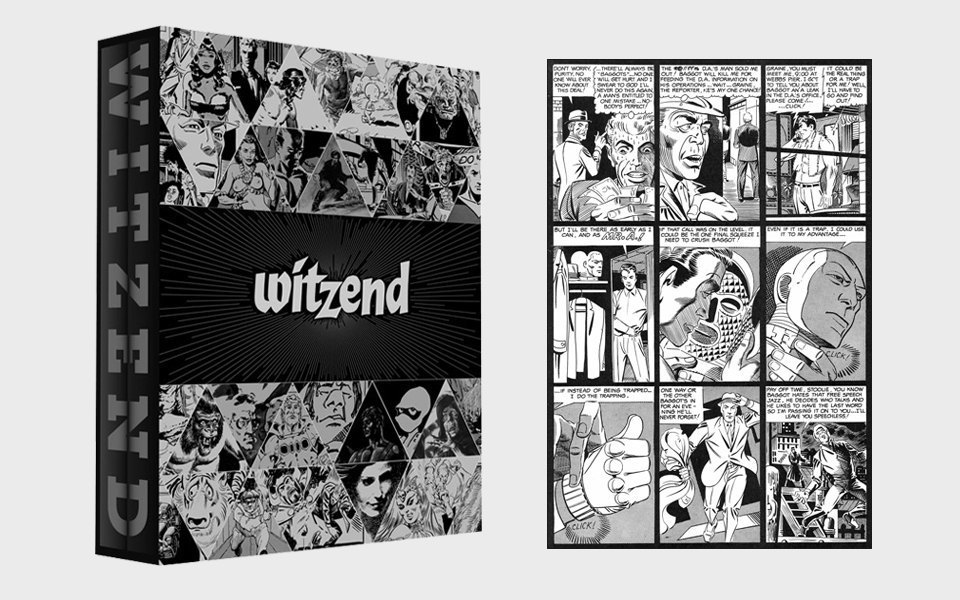 WITZEND
witzend
DON'T WORRY,
PURITY, NO
ONE WILL EVER
KNOW ABOUT
THIS DEAL!
...THERE'LL ALWAYS BE
"BAGGOTS"...NO ONE
WILL GET HURT AND I
SWEAR TO GOD I'LL
NEVER DO THIS AGAIN.
A MAN'S ENTITLED TO
ONE MISTAKE... NO-
BODY'S PERFECT!
THE D.A.'S MAN SOLD ME
OUT! BAGGOT WILL KILL ME FOR
FEEDING THE D.A. INFORMATION ON
HIS OPERATIONS...WAIT...GRAINE,
THE REPORTER, HE'S MY ONE CHANCE!
GRAINE, YOU MUST
MEET ME, 9:00 AT
WEBBS PIER, I GOT
TO TELL YOU ABOUT
BAGGOT AN'A LEAK
IN THE D.A.'S OFFICE,
PLEASE COME!...
...CLICK!
IT COULD BE
THE REAL THING
OR A TRAP
FOR ME! WELL
I'LL HAVE TO
GO AND FIND
OUT!
BUT I'LL BE THERE AS EARLY AS I
CAN, AND AS MR. A!
IF THAT CALL WAS ON THE LEVEL, IT
COULD BE THE ONE FINAL SQUEEZE I
NEED TO CRUSH BAGGOT!
EVEN IF IT IS A TRAP, I COULD USE
IT TO MY ADVANTAGE...
CLICK!
...IF INSTEAD OF BEING TRAPPED...
I DO THE TRAPPING.
CLICK!
ONE WAY OR
THE OTHER
BAGGOT'S IN
FOR AN EVE-
NING HE'LL
NEVER FORGET!
PAY OFF TIME, STOOLIE, YOU KNOW
BAGGOT HATES THAT FREE SPEECH
JAZZ, HE DECIDES WHO TALKS AND
HE LIKES TO HAVE THE LAST WORD
SO I'M PASSING IT ON TO YOU...I'LL
LEAVE YOU SPEECHLESS!